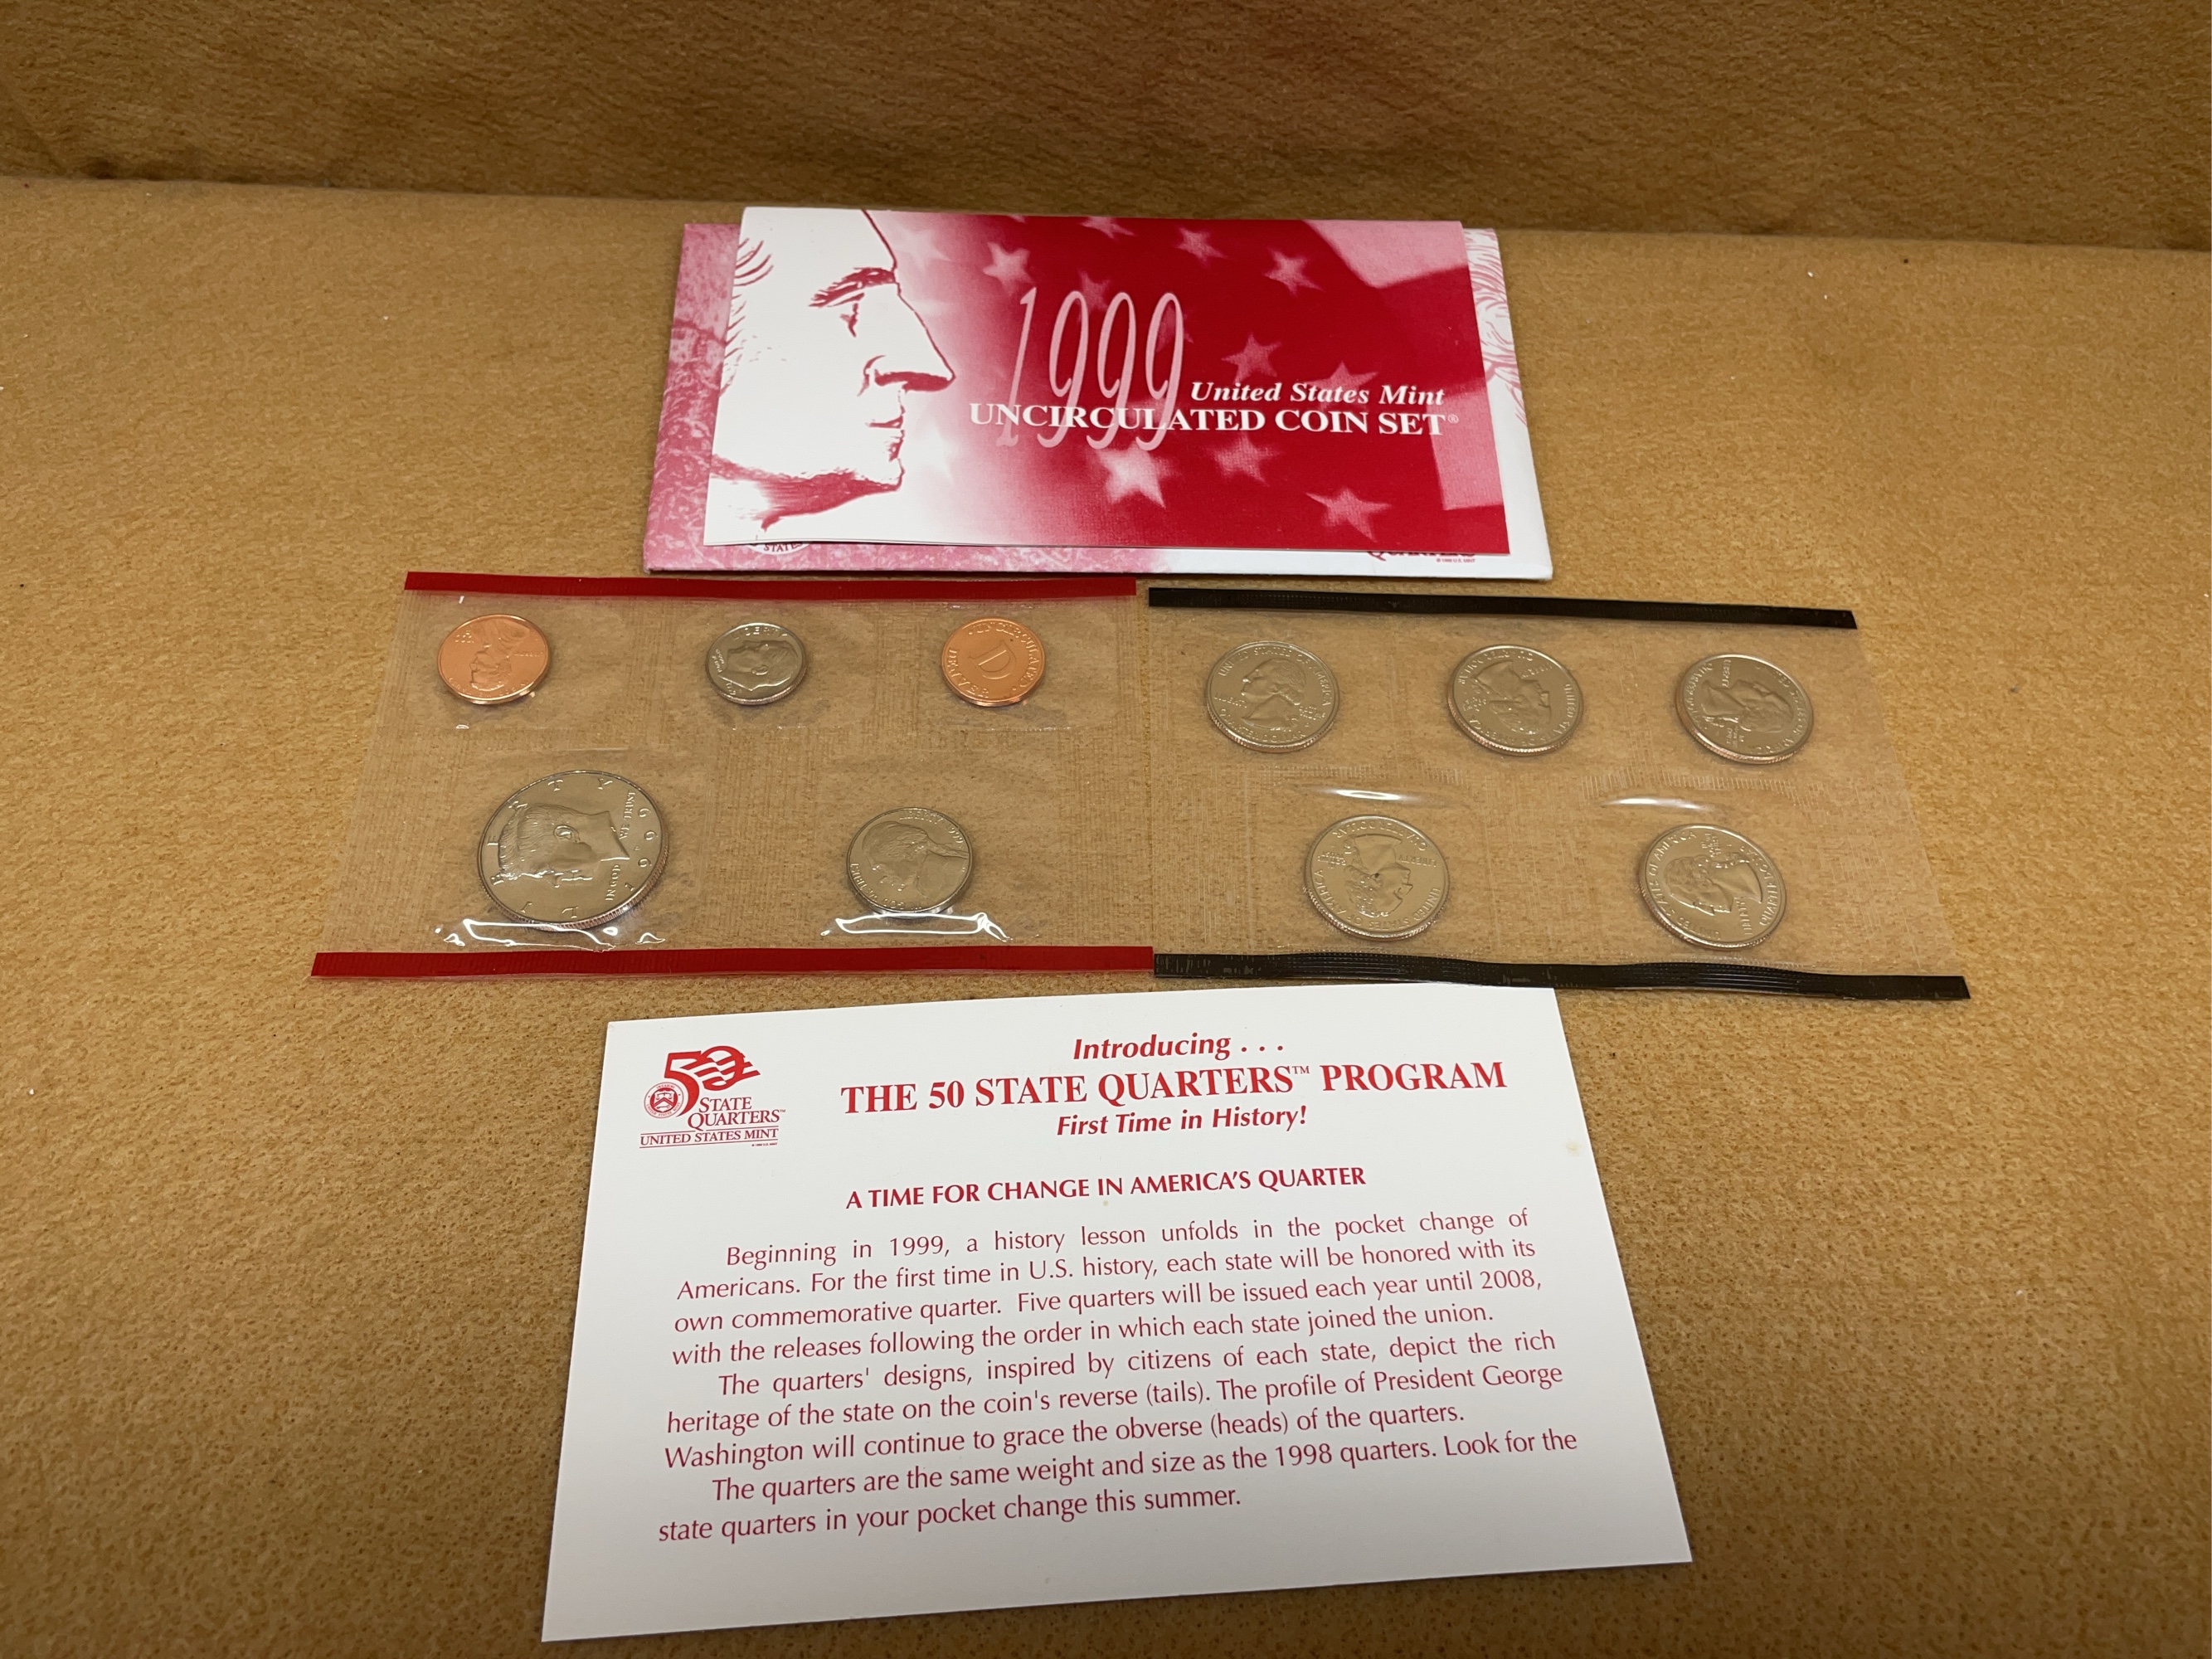 1999
United States Mint
UNCIRCULATED COIN SET®
STATES
D
Introducing . . .
THE 50 STATE QUARTERS™ PROGRAM
First Time in History!
50
STATE
QUARTERS™
UNITED STATES MINT
A TIME FOR CHANGE IN AMERICA'S QUARTER
Beginning in 1999, a history lesson unfolds in the pocket change of
Americans. For the first time in U.S. history, each state will be honored with its
own commemorative quarter. Five quarters will be issued each year until 2008,
with the releases following the order in which each state joined the union.
The quarters' designs, inspired by citizens of each state, depict the rich
heritage of the state on the coin's reverse (tails). The profile of President George
Washington will continue to grace the obverse (heads) of the quarters.
The quarters are the same weight and size as the 1998 quarters. Look for the
state quarters in your pocket change this summer.